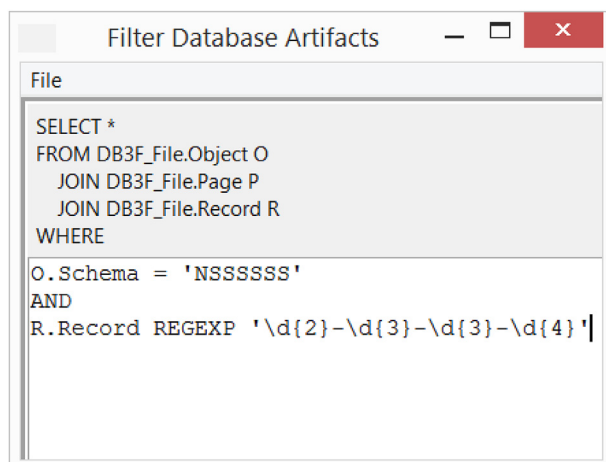 Filter Database Artifacts
File
SELECT *
FROM DB3F_File.Object O
JOIN DB3F_File.Page P
JOIN DB3F_File.Record R
WHERE
O.Schema = 'NSSSSSS'
AND
R.Record REGEXP '\d{2}-\d{3}-\d{3}-\d{4}'